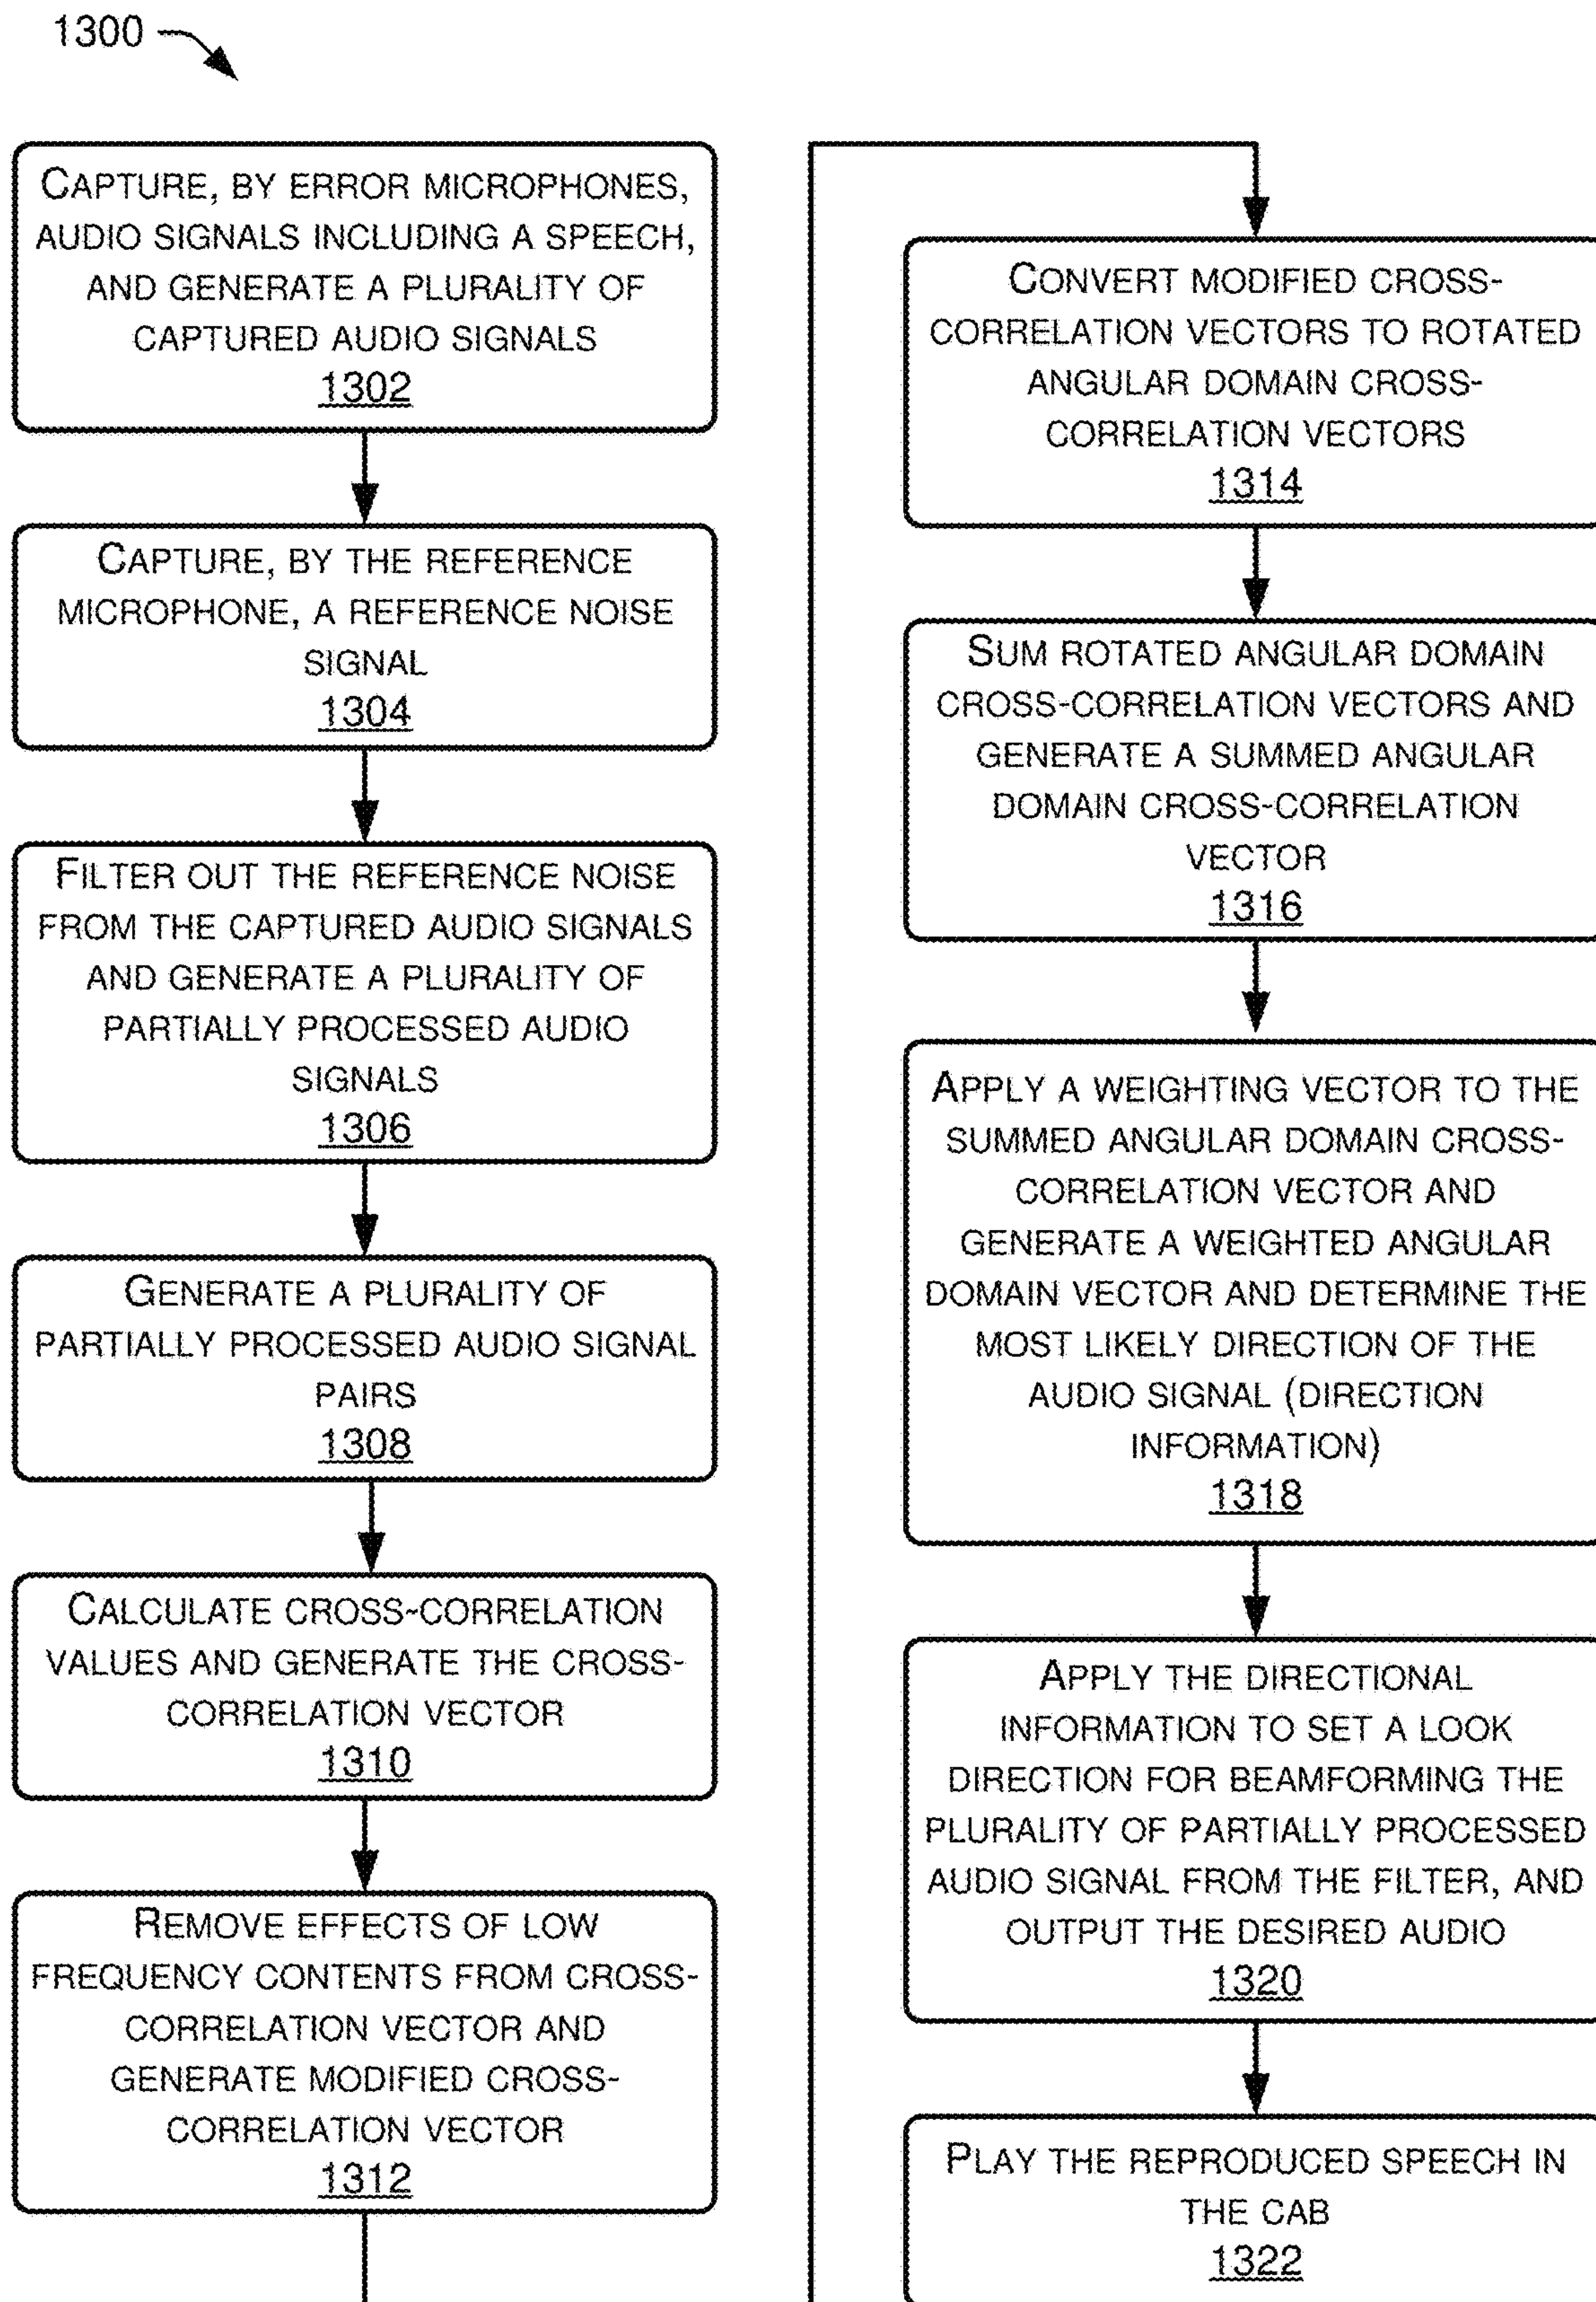 1300
CAPTURE, BY ERROR MICROPHONES,
AUDIO SIGNALS INCLUDING A SPEECH,
AND GENERATE A PLURALITY OF
CAPTURED AUDIO SIGNALS
1302
CAPTURE, BY THE REFERENCE
MICROPHONE, A REFERENCE NOISE
SIGNAL
1304
FILTER OUT THE REFERENCE NOISE
FROM THE CAPTURED AUDIO SIGNALS
AND GENERATE A PLURALITY OF
PARTIALLY PROCESSED AUDIO
SIGNALS
1306
GENERATE A PLURALITY OF
PARTIALLY PROCESSED AUDIO SIGNAL
PAIRS
1308
CALCULATE CROSS-CORRELATION
VALUES AND GENERATE THE CROSS-
CORRELATION VECTOR
1310
REMOVE EFFECTS OF LOW
FREQUENCY CONTENTS FROM CROSS-
CORRELATION VECTOR AND
GENERATE MODIFIED CROSS-
CORRELATION VECTOR
1312
CONVERT MODIFIED CROSS-
CORRELATION VECTORS TO ROTATED
ANGULAR DOMAIN CROSS-
CORRELATION VECTORS
1314
SUM ROTATED ANGULAR DOMAIN
CROSS-CORRELATION VECTORS AND
GENERATE A SUMMED ANGULAR
DOMAIN CROSS-CORRELATION
VECTOR
1316
APPLY A WEIGHTING VECTOR TO THE
SUMMED ANGULAR DOMAIN CROSS-
CORRELATION VECTOR AND
GENERATE A WEIGHTED ANGULAR
DOMAIN VECTOR AND DETERMINE THE
MOST LIKELY DIRECTION OF THE
AUDIO SIGNAL (DIRECTION
INFORMATION)
1318
APPLY THE DIRECTIONAL
INFORMATION TO SET A LOOK
DIRECTION FOR BEAMFORMING THE
PLURALITY OF PARTIALLY PROCESSED
AUDIO SIGNAL FROM THE FILTER, AND
OUTPUT THE DESIRED AUDIO
1320
PLAY THE REPRODUCED SPEECH IN
THE CAB
1322